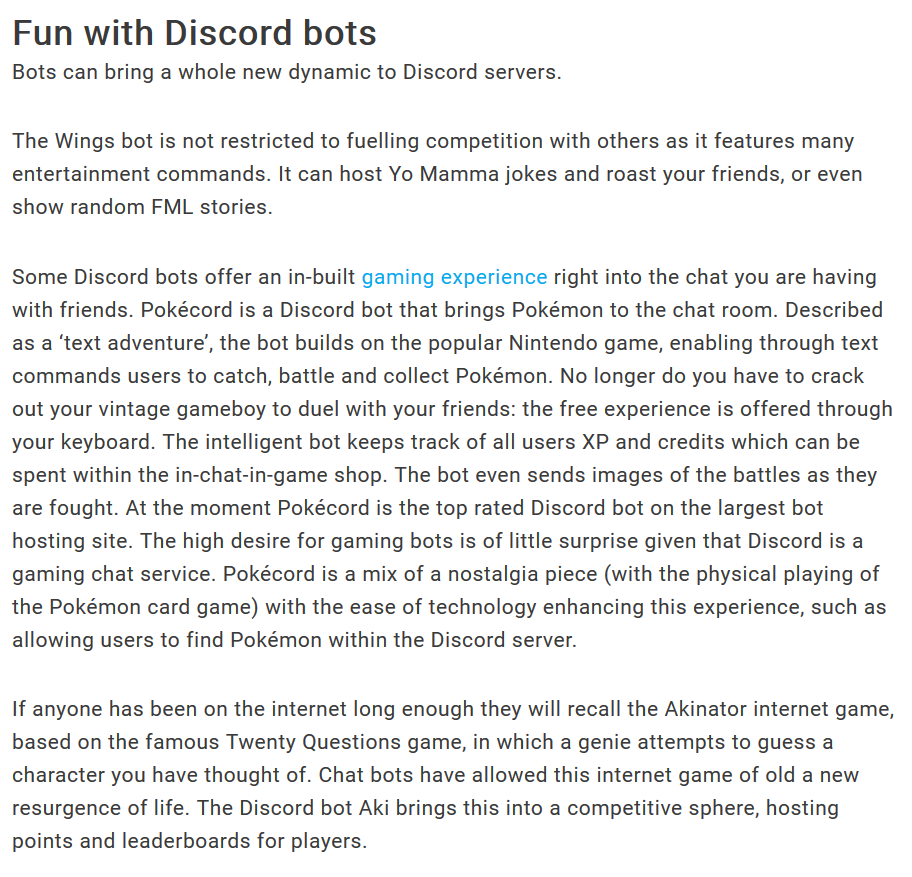 Fun with Discord bots
Bots can bring a whole new dynamic to Discord servers.
The Wings bot is not restricted to fuelling competition with others as it features many
entertainment commands. It can host Yo Mamma jokes and roast your friends, or even
show random FML stories.
Some Discord bots offer an in-built gaming experience right into the chat you are having
with friends. Pokécord is a Discord bot that brings Pokémon to the chat room. Described
as a ‘text adventure’, the bot builds on the popular Nintendo game, enabling through text
commands users to catch, battle and collect Pokémon. No longer do you have to crack
out your vintage gameboy to duel with your friends: the free experience is offered through
your keyboard. The intelligent bot keeps track of all users XP and credits which can be
spent within the in-chat-in-game shop. The bot even sends images of the battles as they
are fought. At the moment Pokécord is the top rated Discord bot on the largest bot
hosting site. The high desire for gaming bots is of little surprise given that Discord is a
gaming chat service. Pokécord is a mix of a nostalgia piece (with the physical playing of
the Pokémon card game) with the ease of technology enhancing this experience, such as
allowing users to find Pokémon within the Discord server.
If anyone has been on the internet long enough they will recall the Akinator internet game,
based on the famous Twenty Questions game, in which a genie attempts to guess a
character you have thought of. Chat bots have allowed this internet game of old a new
resurgence of life. The Discord bot Aki brings this into a competitive sphere, hosting
points and leaderboards for players.